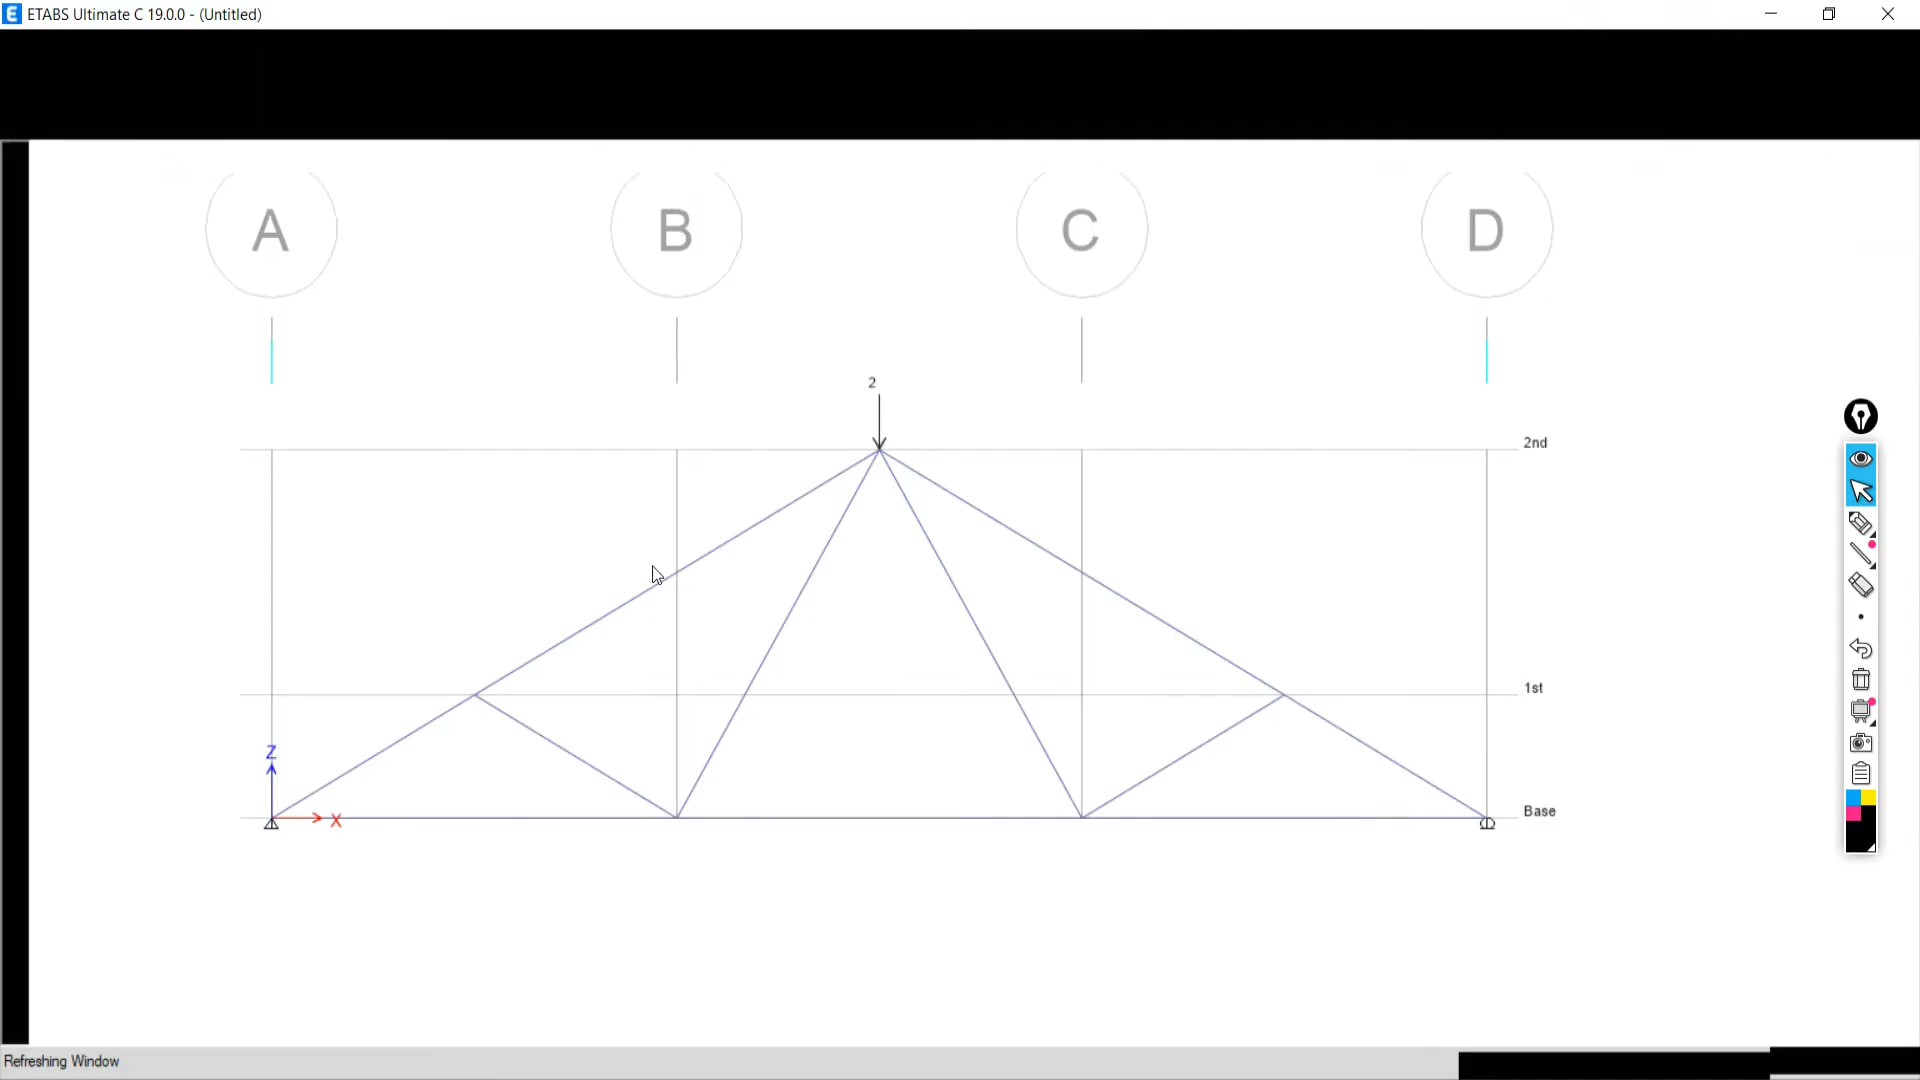 ETABS Ultimate C 19.0.0 - (Untitled)
A B C D
2
2nd
1st
Z
X
Base
Refreshing Window